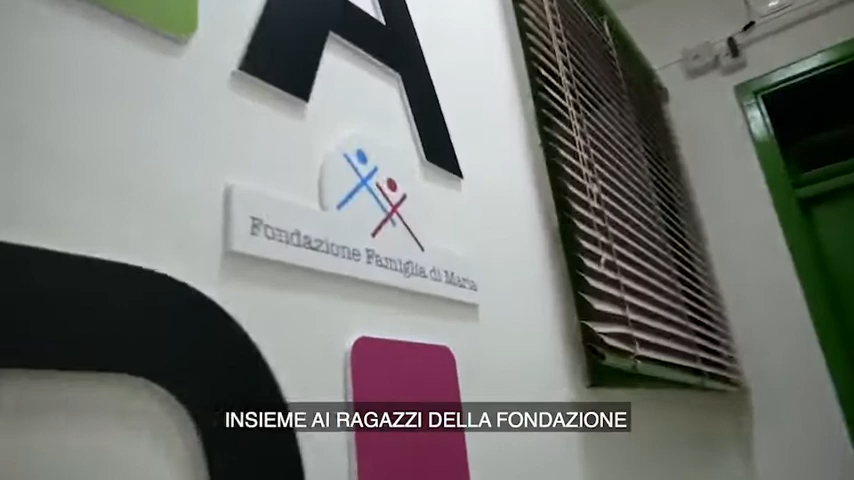 A
Fondazione Famiglia di Maria
INSIEME AI RAGAZZI DELLA FONDAZIONE